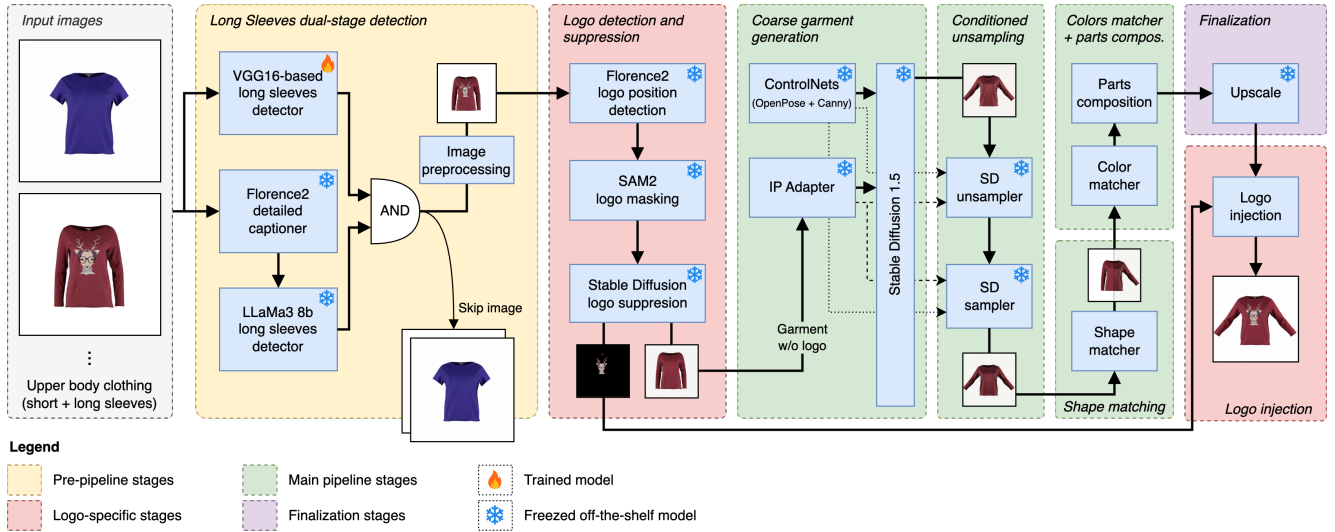 Input images
Upper body clothing
(short + long sleeves)
Long Sleeves dual-stage detection
VGG16-based
long sleeves
detector
Florence2
detailed
captioner
LLaMa3 8b
long sleeves
detector
AND
Image
preprocessing
Skip image
Logo detection and
suppression
Florence2
logo position
detection
SAM2
logo masking
Stable Diffusion
logo suppresion
Coarse garment
generation
ControlNets
(OpenPose + Canny)
IP Adapter
Stable Diffusion 1.5
Garment
w/o logo
Conditioned
unsampling
SD
unsampler
SD
sampler
Colors matcher
+ parts compos.
Parts
composition
Color
matcher
Shape
matcher
Shape matching
Finalization
Upscale
Logo
injection
Logo injection
Legend
Pre-pipeline stages
Main pipeline stages
Trained model
Logo-specific stages
Finalization stages
Freezed off-the-shelf model